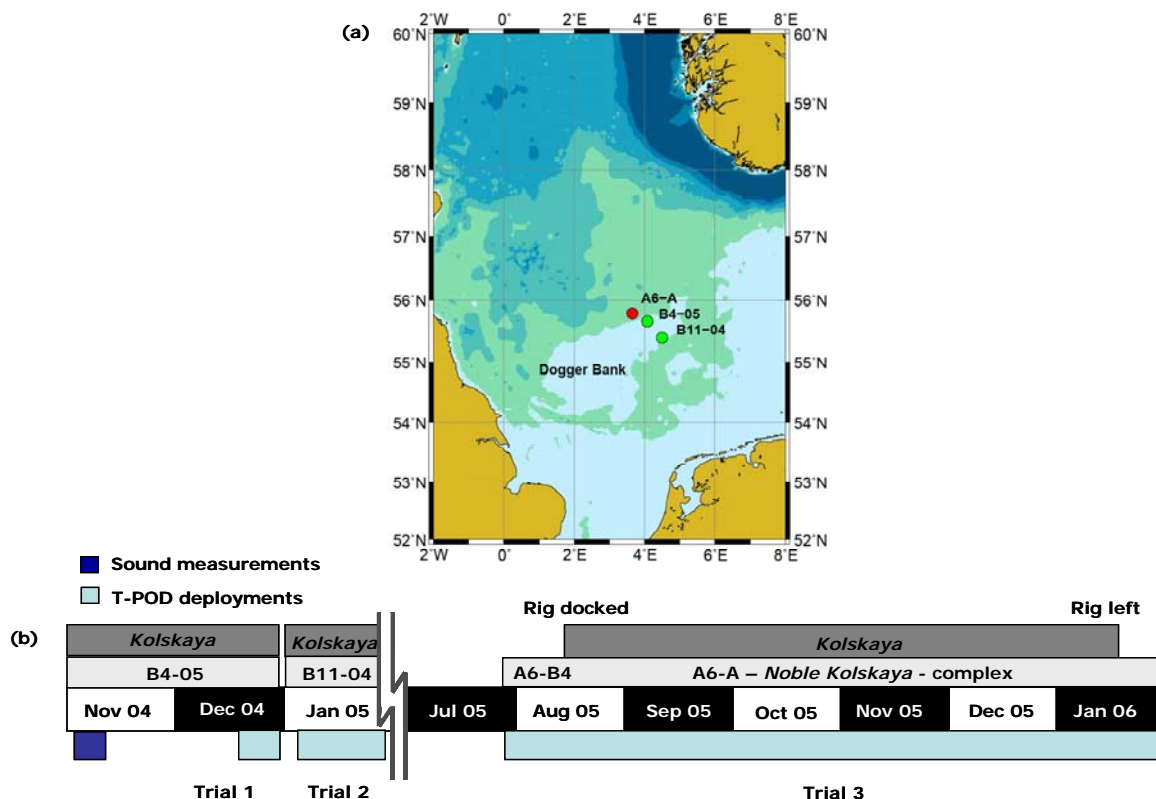 (a)
2˚W 0˚ 2˚E 4˚E 6˚E 8˚E
60˚N 60˚N
59˚N 59˚N
58˚N 58˚N
57˚N 57˚N
56˚N 56˚N
A6−A
B4−05
B11−04
55˚N 55˚N
Dogger Bank
54˚N 54˚N
53˚N 53˚N
52˚N 52˚N
2˚W 0˚ 2˚E 4˚E 6˚E 8˚E
Sound measurements
T-POD deployments
Rig docked Rig left
(b)
Kolskaya Kolskaya Kolskaya
B4-05 B11-04 A6-B4 A6-A – Noble Kolskaya - complex
Nov 04 Dec 04 Jan 05 Jul 05 Aug 05 Sep 05 Oct 05 Nov 05 Dec 05 Jan 06
Trial 1 Trial 2 Trial 3